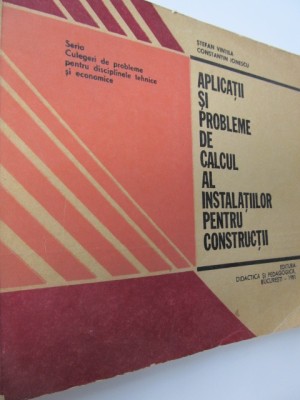 Seria
Culegeri de probleme
pentru disciplinele tehnice
și economice
ȘTEFAN VINTILĂ
CONSTANTIN IONESCU
APLICAȚII
ȘI
PROBLEME
DE
CALCUL
AL
INSTALAȚIILOR
PENTRU
CONSTRUCȚII
EDITURA
DIDACTICĂ ȘI PEDAGOGICĂ
BUCUREȘTI -